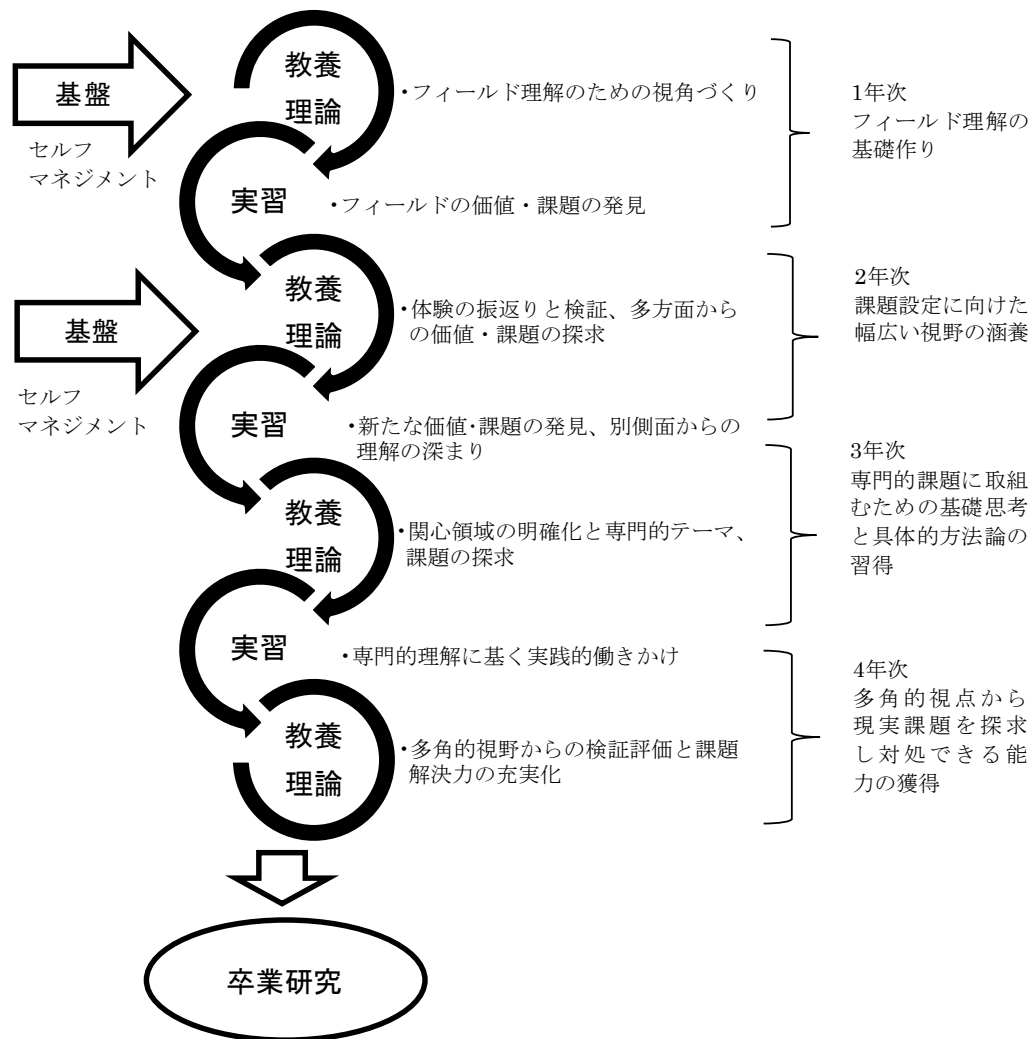 教養
理論
・フィールド理解のための視角づくり
基盤
セルフ
マネジメント
1年次
フィールド理解の
基礎作り
実習
・フィールドの価値・課題の発見
教養
理論
・体験の振返りと検証、多方面から
の価値・課題の探求
基盤
セルフ
マネジメント
2年次
課題設定に向けた
幅広い視野の涵養
実習
・新たな価値・課題の発見、別側面からの
理解の深まり
教養
理論
・関心領域の明確化と専門的テーマ、
課題の探求
3年次
専門的課題に取組
むための基礎思考
と具体的方法論の
習得
実習
・専門的理解に基く実践的働きかけ
教養
理論
・多角的視野からの検証評価と課題
解決力の充実化
4年次
多角的視点から
現実課題を探求
し対処できる能
力の獲得
卒業研究